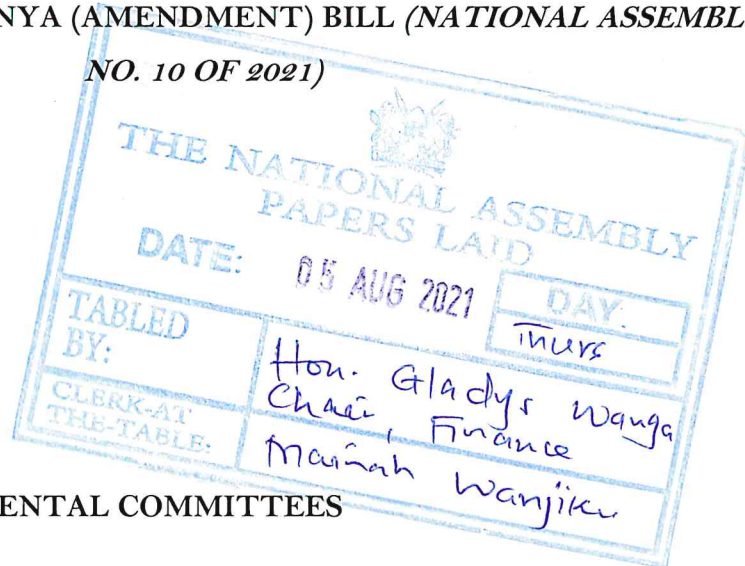 NYA (AMENDMENT) BILL (NATIONAL ASSEMBL
NO. 10 OF 2021)
THE NATIONAL ASSEMBLY
PAPERS LAID
DATE: 05 AUG 2021
DAY:
Thurs
TABLED
BY:
Hon. Gladys Wanga
Chair, Finance
CLERK-AT
THE-TABLE:
Wanjiku
ENTAL COMMITTEES